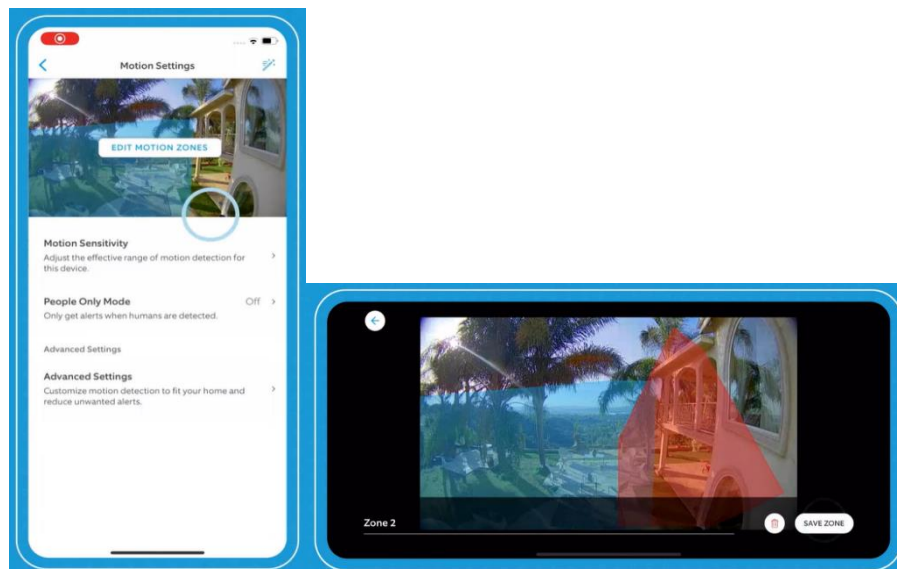 Motion Settings
EDIT MOTION ZONES
Motion Sensitivity
Adjust the effective range of motion detection for
this device.
People Only Mode
Off
Only get alerts when humans are detected.
Advanced Settings
Advanced Settings
Customize motion detection to fit your home and
reduce unwanted alerts.
Zone 2
SAVE ZONE